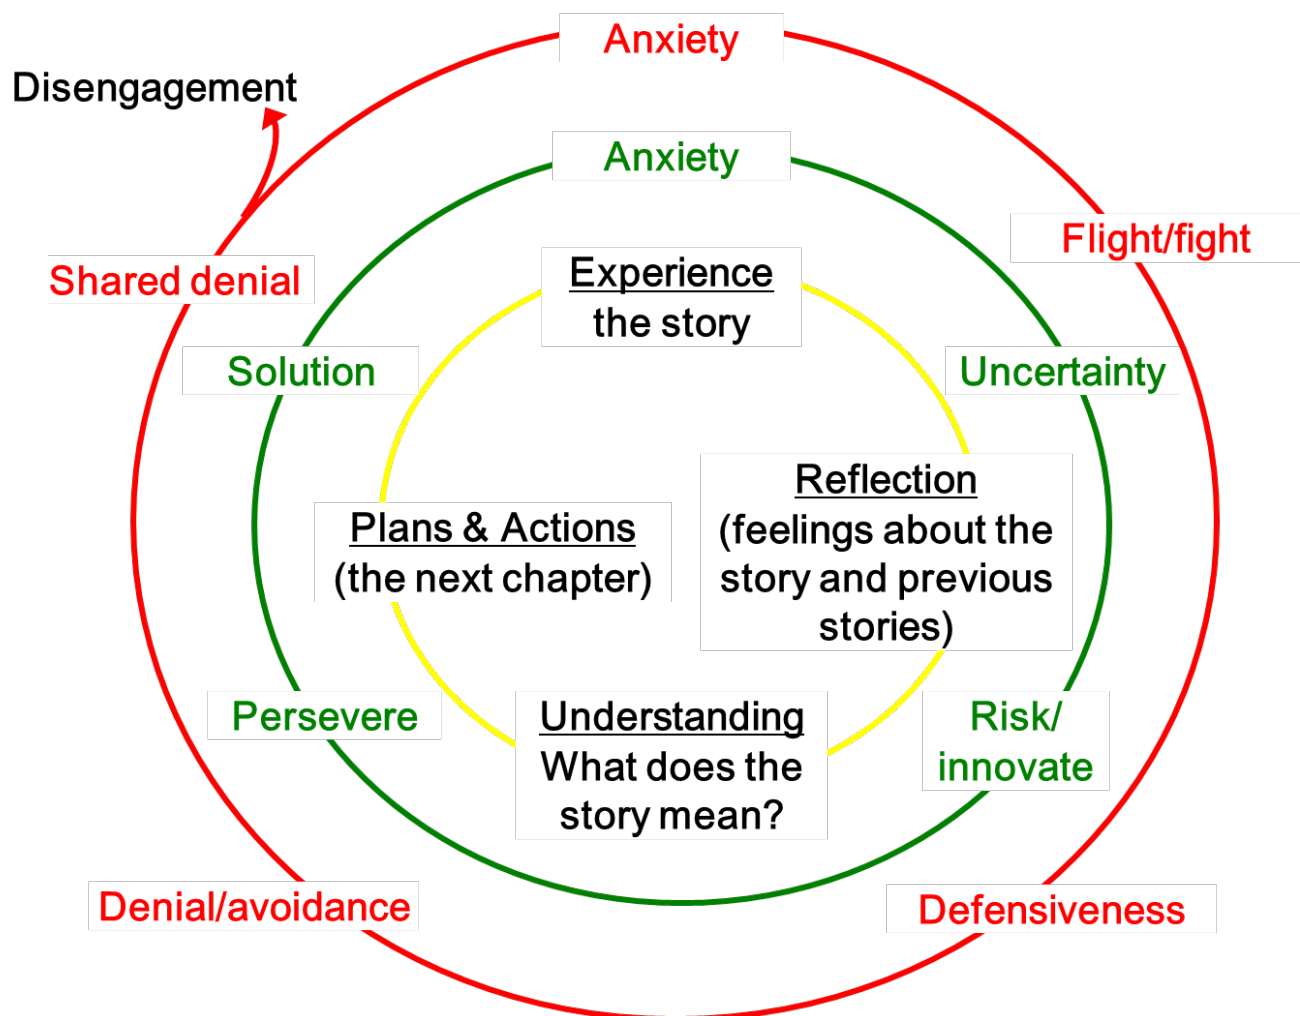 Anxiety
Disengagement
Anxiety
Flight/fight
Shared denial
Experience
the story
Solution
Uncertainty
Reflection
(feelings about the
story and previous
stories)
Plans & Actions
(the next chapter)
Persevere
Understanding
What does the
story mean?
Risk/
innovate
Denial/avoidance
Defensiveness